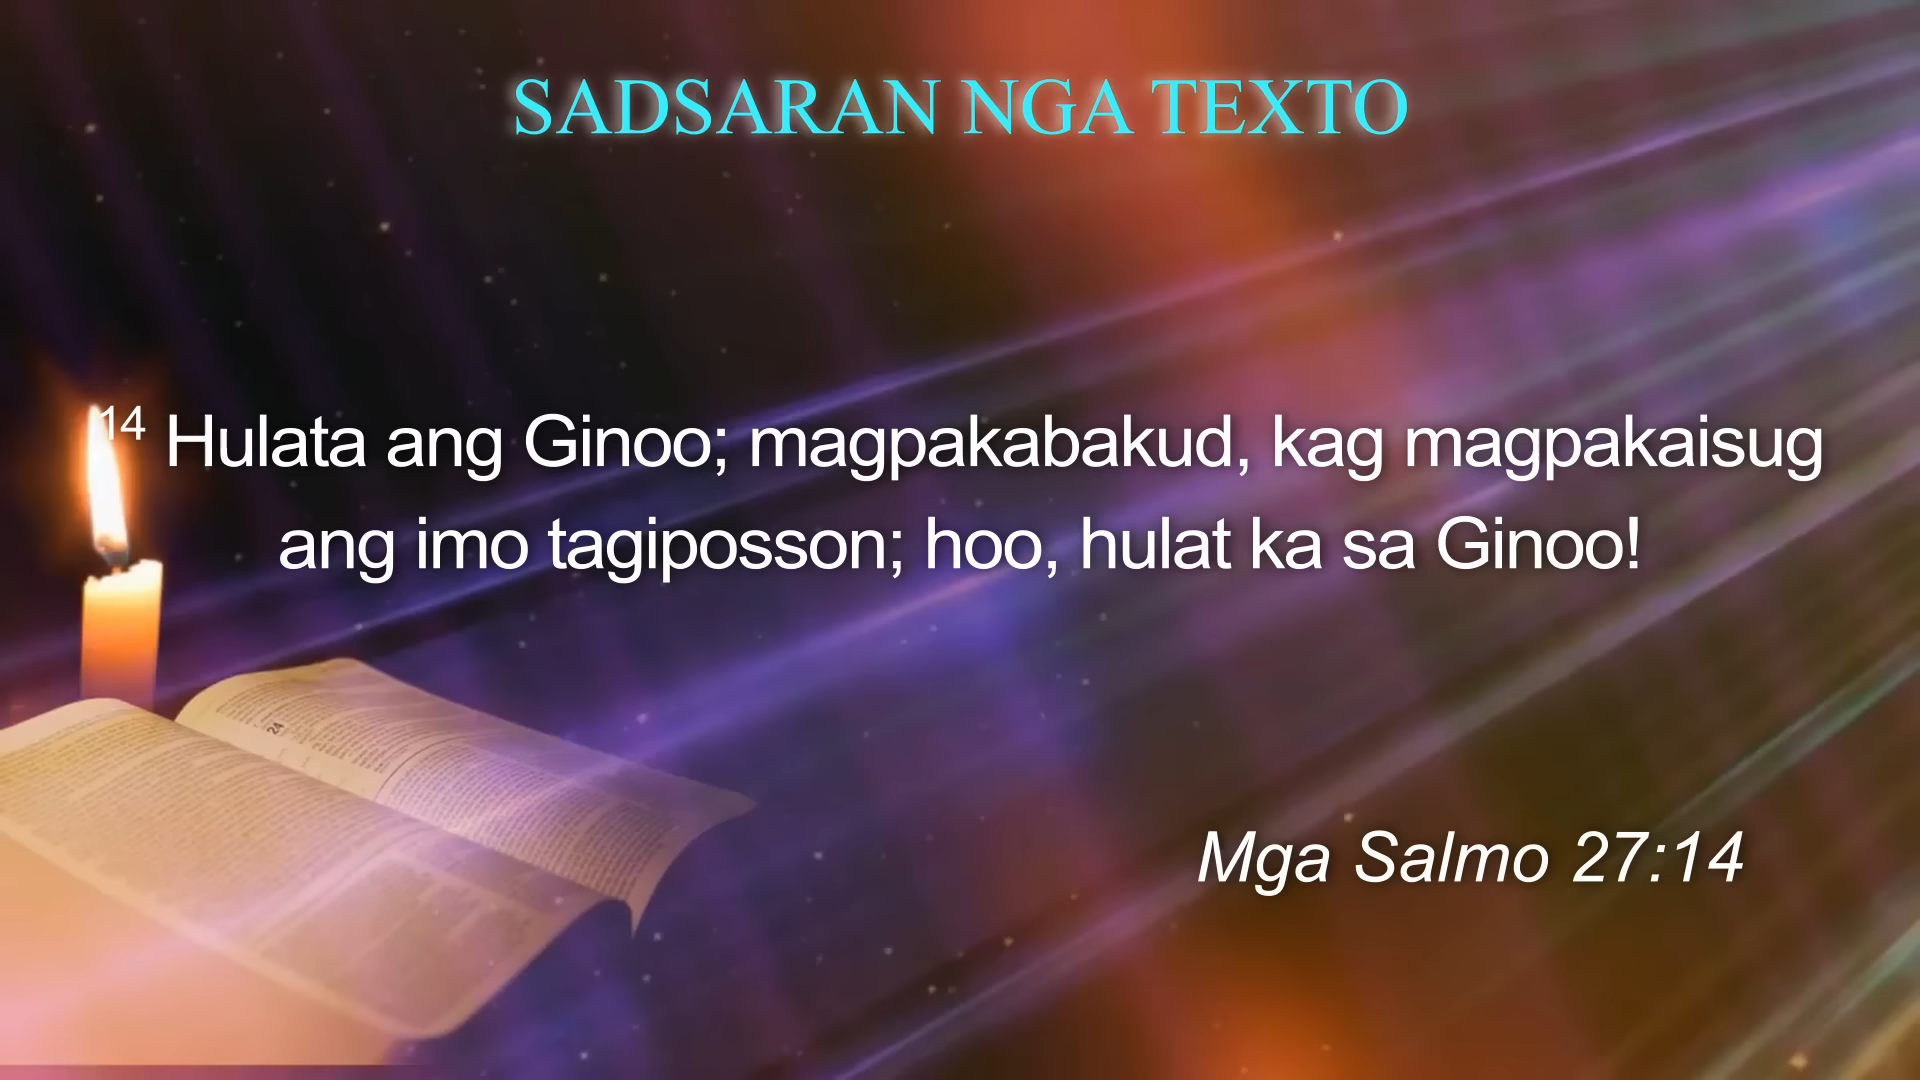 SADSARAN NGA TEXTO
14 Hulata ang Ginoo; magpakabakud, kag magpakaisug
ang imo tagiposson; hoo, hulat ka sa Ginoo!
24
Mga Salmo 27:14